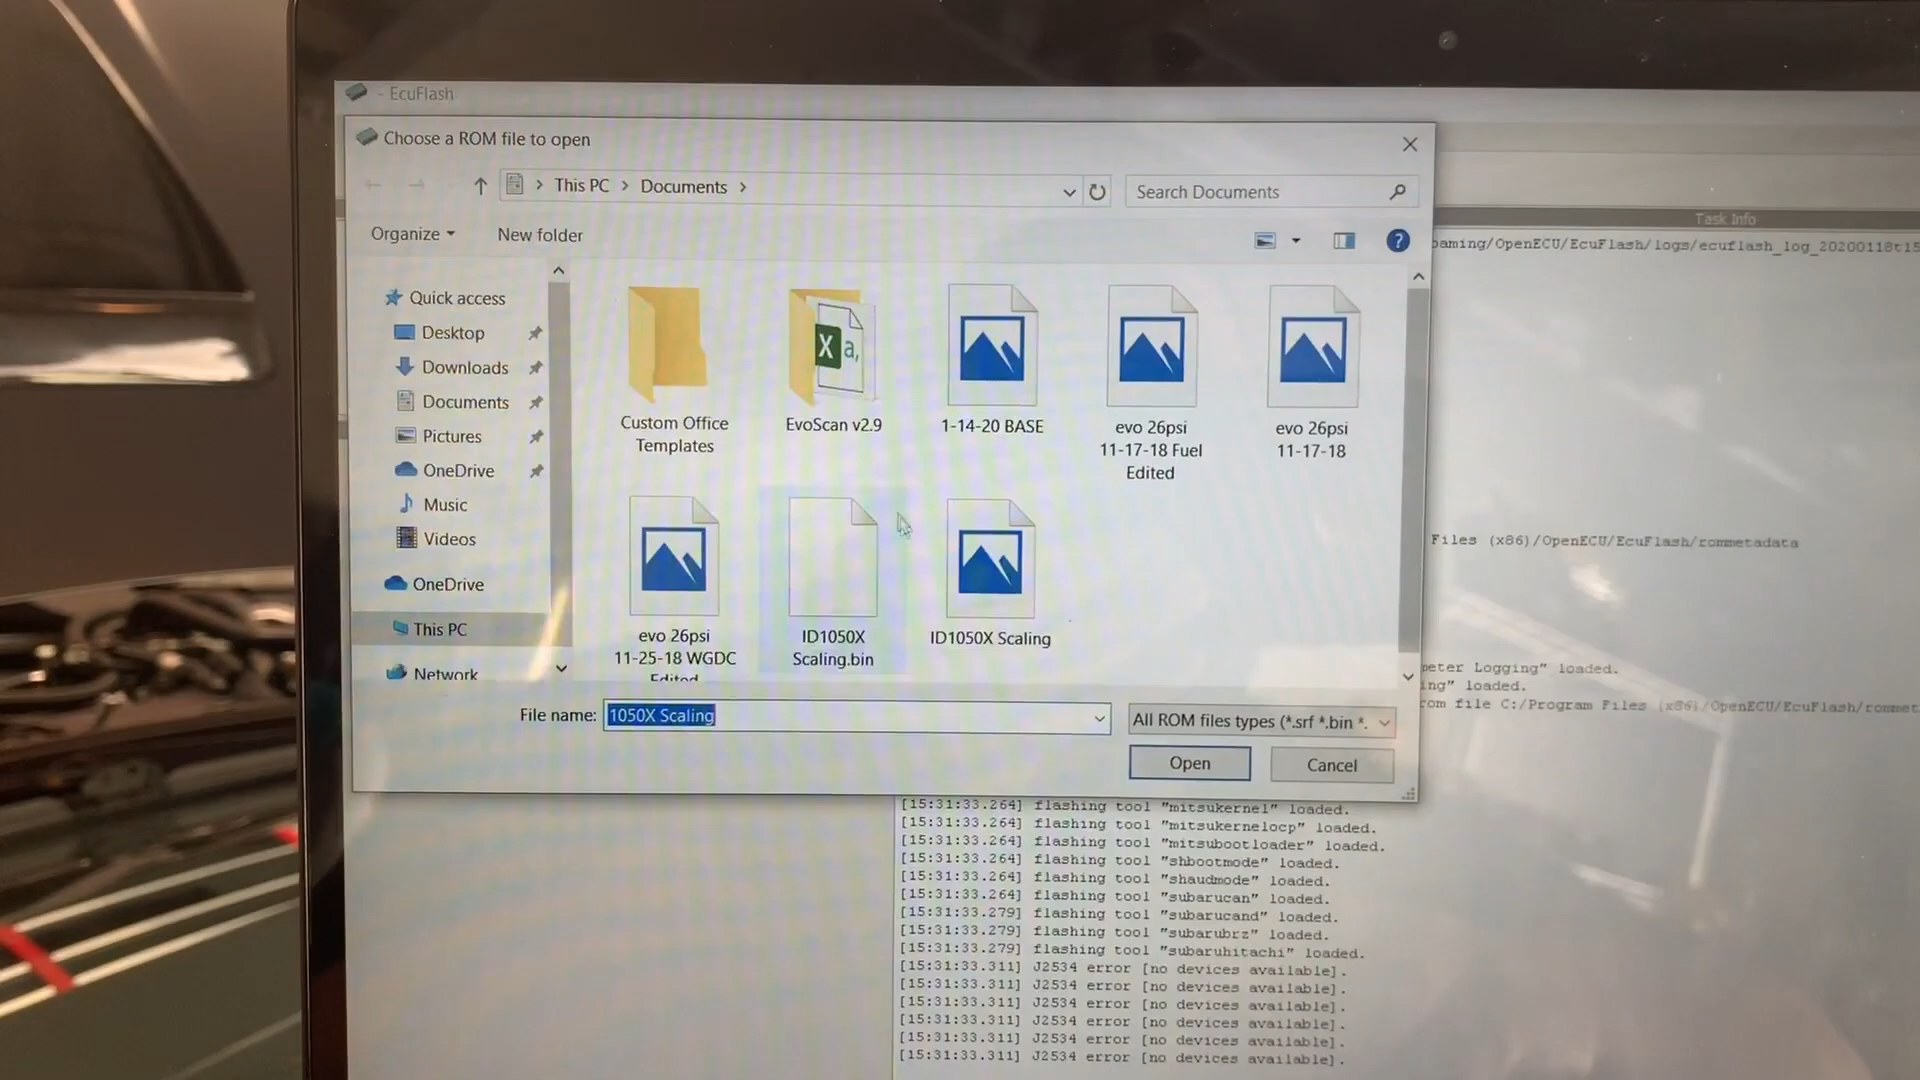 - EcuFlash
Choose a ROM file to open
This PC
Documents
Search Documents
Organize
New folder
Task Info
oaming/OpenECU/EcuFlash/logs/ecuflash_log_20200118t15
Quick access
Desktop
Downloads
Documents
Pictures
OneDrive
Music
Videos
OneDrive
This PC
Network
Custom Office
Templates
EvoScan v2.9
1-14-20 BASE
evo 26psi
11-17-18 Fuel
Edited
evo 26psi
11-17-18
evo 26psi
11-25-18 WGDC
Edited
ID1050X
Scaling.bin
ID1050X Scaling
Files (x86)/OpenECU/EcuFlash/rommetadata
meter Logging" loaded.
ing" loaded.
rom file C:/Program Files (x86)/OpenECU/EcuFlash/rommet
File name:
1050X Scaling
All ROM files types (*.srf *.bin *.
Open
Cancel
[15:31:33.264] flashing tool "mitsukernel" loaded.
[15:31:33.264] flashing tool "mitsukernelocp" loaded.
[15:31:33.264] flashing tool "mitsubootloader" loaded.
[15:31:33.264] flashing tool "shbootmode" loaded.
[15:31:33.264] flashing tool "shaudmode" loaded.
[15:31:33.264] flashing tool "subarucan" loaded.
[15:31:33.279] flashing tool "subarucand" loaded.
[15:31:33.279] flashing tool "subarubrz" loaded.
[15:31:33.279] flashing tool "subaruhitachi" loaded.
[15:31:33.311] J2534 error [no devices available].
[15:31:33.311] J2534 error [no devices available].
[15:31:33.311] J2534 error [no devices available].
[15:31:33.311] J2534 error [no devices available].
[15:31:33.311] J2534 error [no devices available].
[15:31:33.311] J2534 error [no devices available].